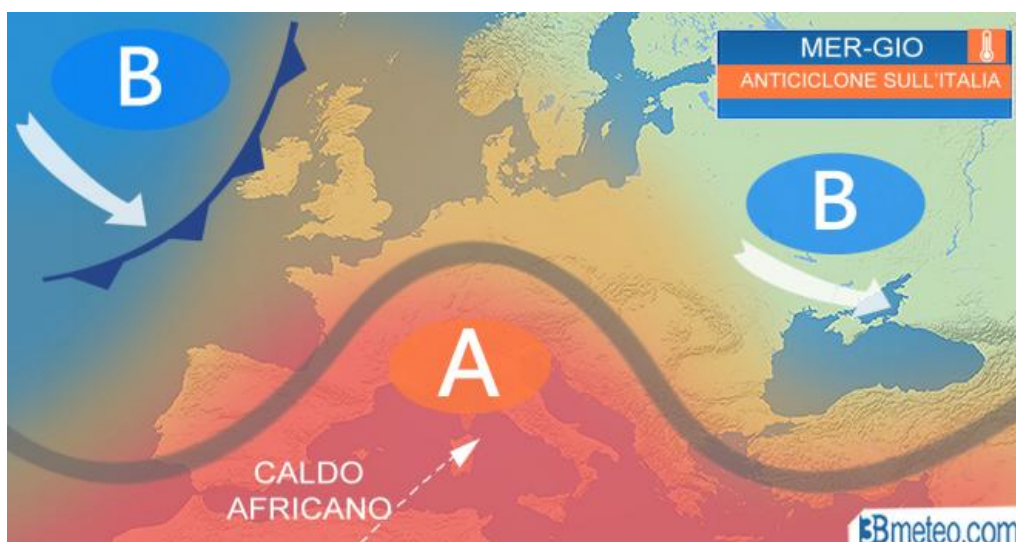 B
MER-GIO
ANTICICLONE SULL'ITALIA
B
A
CALDO
AFRICANO
3Bmeteo.com